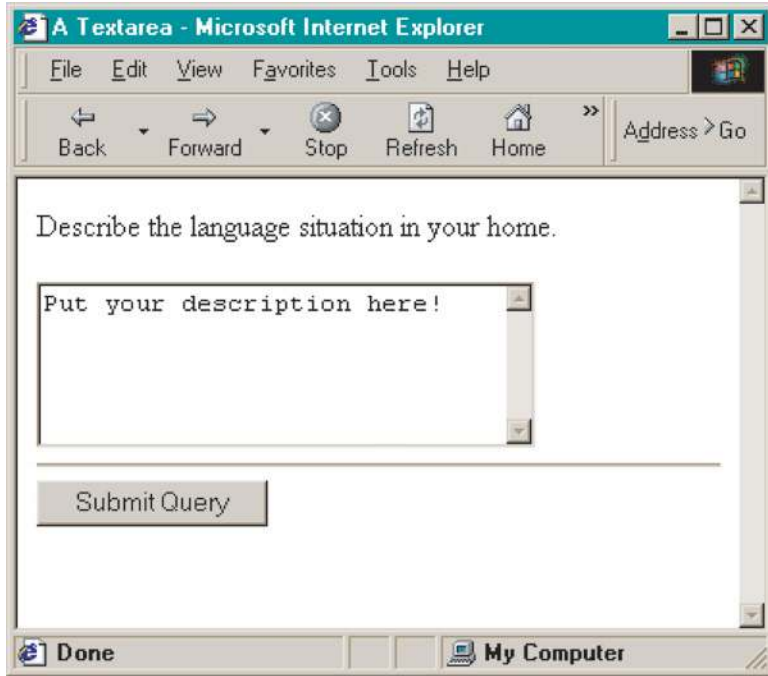 A Textarea - Microsoft Internet Explorer
File Edit View Favorites Tools Help
Back Forward Stop Refresh Home » Address > Go
Describe the language situation in your home.
Put your description here!
Submit Query
Done My Computer